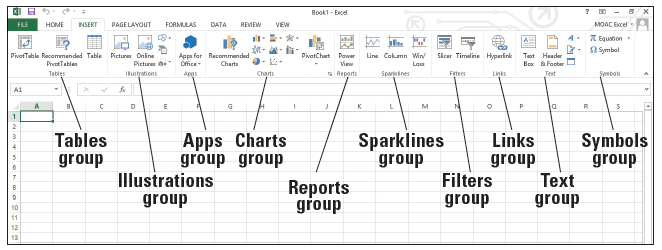 Book1 - Excel
FILE HOME INSERT PAGE LAYOUT FORMULAS DATA REVIEW VIEW MOAC Excel
PivotTable Recommended PivotTables Table Pictures Online Pictures Apps for Office Recommended Charts PivotChart Power View Line Column Win/Loss Slicer Timeline Hyperlink Text Box Header & Footer π Equation
Ω Symbol
Tables Illustrations Apps Charts Reports Sparklines Filters Links Text Symbols
A1 fx
A B C D E F G H I J K L M N O P Q R S
1
2
3
4
5
6
7
8
9
10
11
12
13
Tables group
Apps group
Charts group
Sparklines group
Links group
Symbols group
Illustrations group
Reports group
Filters group
Text group